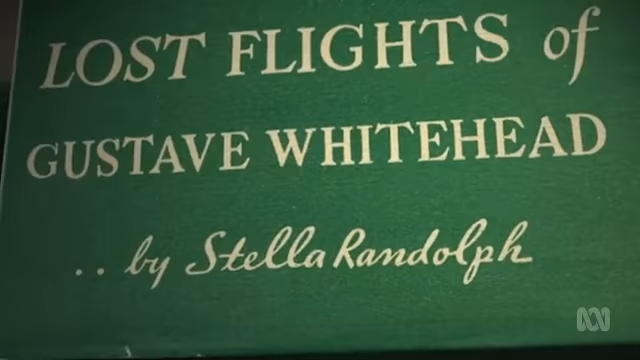 LOST FLIGHTS of
GUSTAVE WHITEHEAD
.. by Stella Randolph